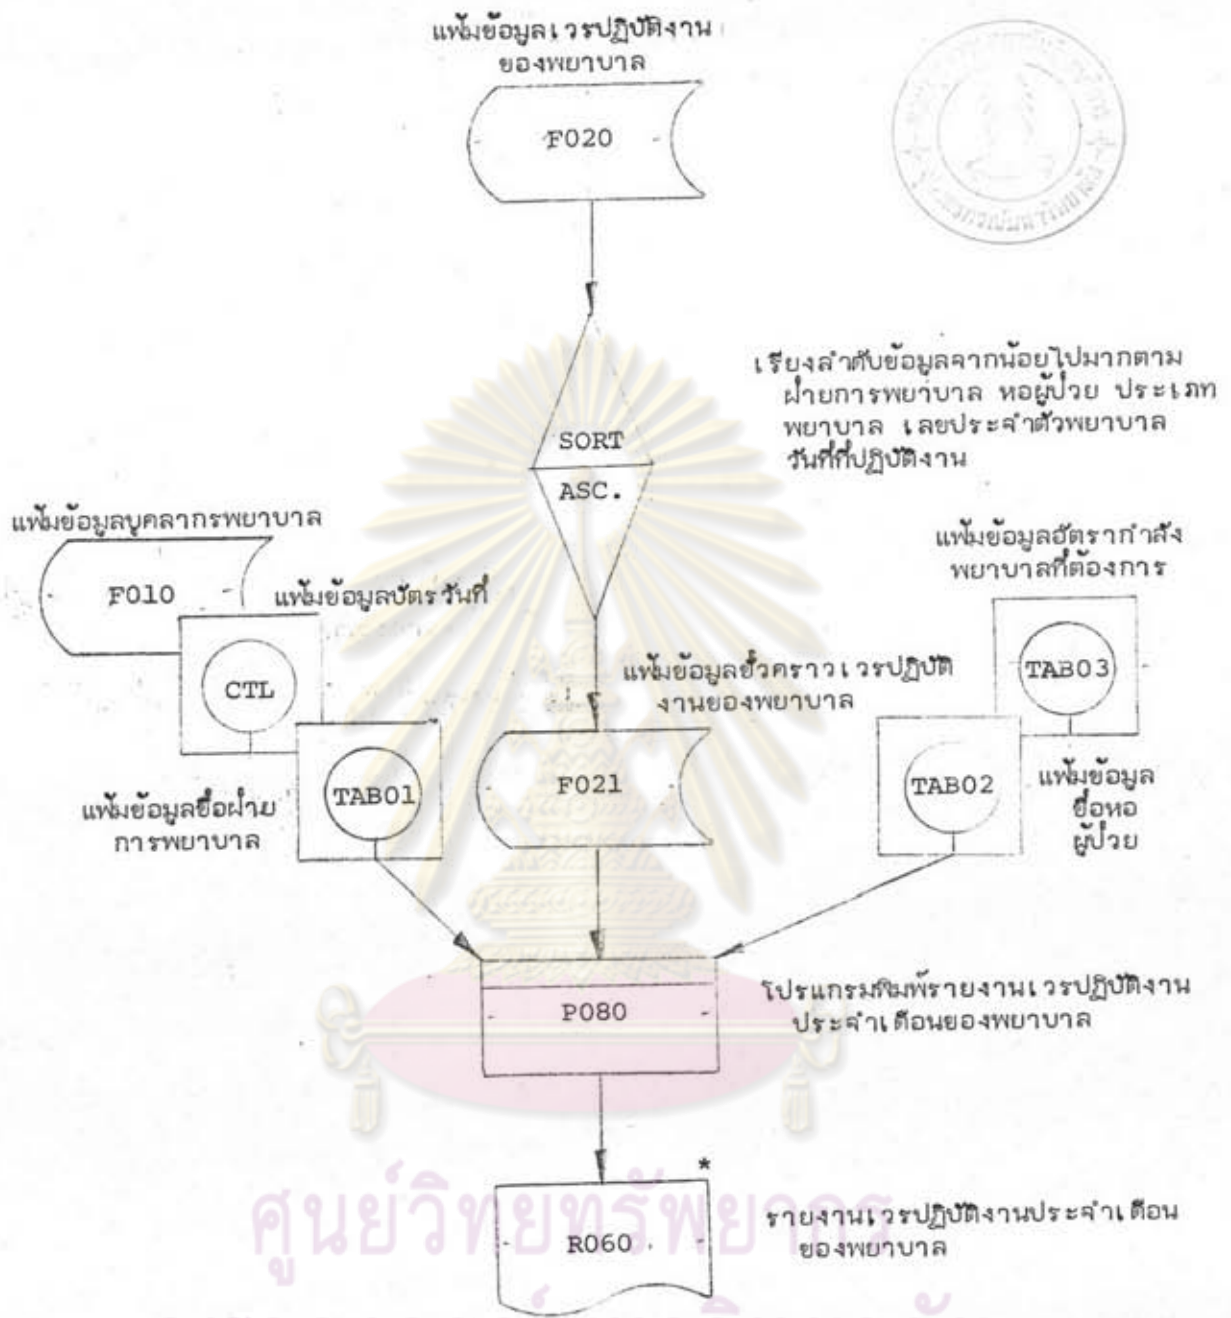 แฟ้มข้อมูลเวรปฏิบัติงาน
ของพยาบาล
F020
เรียงลำดับข้อมูลจากน้อยไปมากตาม
ฝ่ายการพยาบาล หอผู้ป่วย ประเภท
พยาบาล เลขประจำตัวพยาบาล
วันที่ที่ปฏิบัติงาน
SORT
ASC.
แฟ้มข้อมูลบุคลากรพยาบาล
F010
แฟ้มข้อมูลบัตรวันที่
CTL
แฟ้มข้อมูลอัตรากำลัง
พยาบาลที่ต้องการ
TAB03
แฟ้มข้อมูลชั่วคราวเวรปฏิบัติ
งานของพยาบาล
TAB01
F021
TAB02
แฟ้มข้อมูลชื่อฝ่าย
การพยาบาล
แฟ้มข้อมูล
ชื่อหอ
ผู้ป่วย
P080
โปรแกรมพิมพ์รายงานเวรปฏิบัติงาน
ประจำเดือนของพยาบาล
*
R060
รายงานเวรปฏิบัติงานประจำเดือน
ของพยาบาล
ศูนย์วิทยทรัพยากร